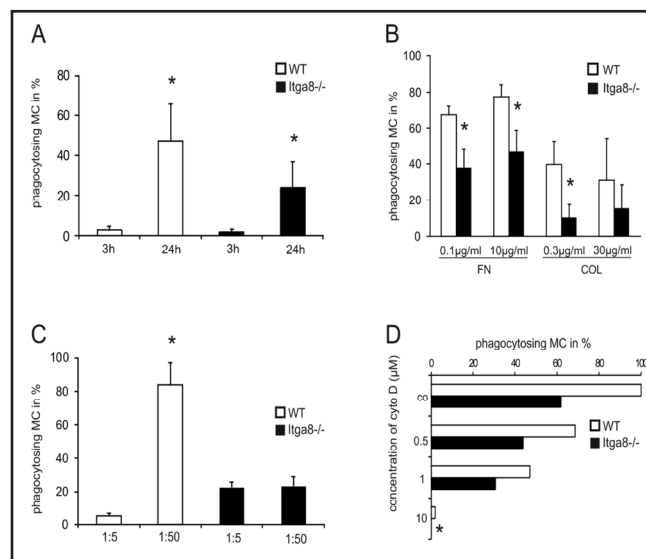 A
phagocytosing MC in %
80
60
40
20
0
*
*
WT
Itga8-/-
3h 24h 3h 24h
B
phagocytosing MC in %
100
80
60
40
20
0
*
*
*
WT
Itga8-/-
0.1µg/ml 10µg/ml 0.3µg/ml 30µg/ml
FN COL
C
phagocytosing MC in %
100
80
60
40
20
0
*
WT
Itga8-/-
1:5 1:50 1:5 1:50
D
phagocytosing MC in %
0 20 40 60 80 100
concentration of cyto D (µM)
0.5
1
10
WT
Itga8-/-
*